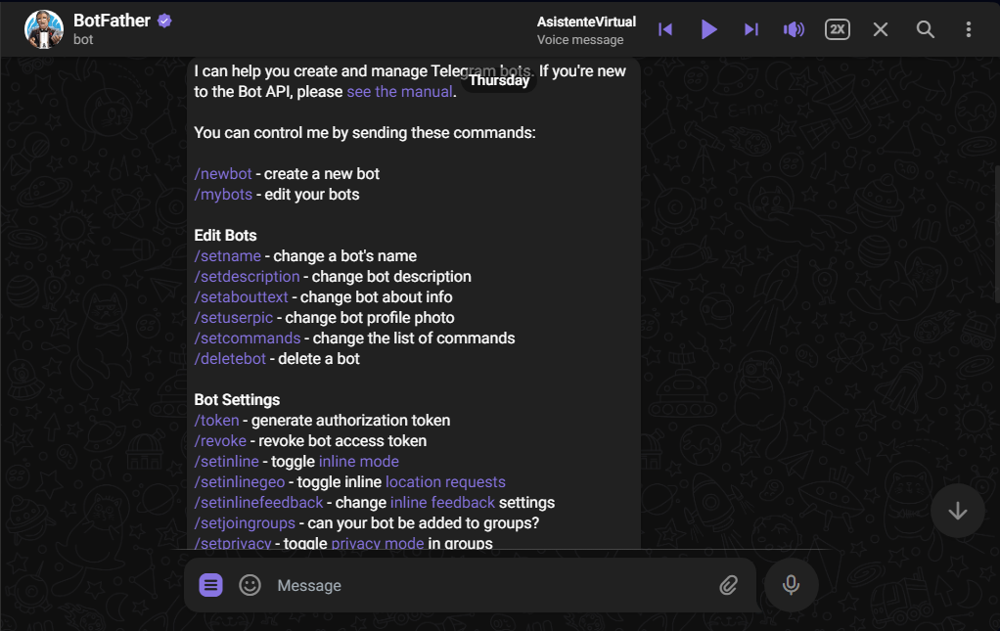 BotFather
bot
AsistenteVirtual
Voice message
2X
I can help you create and manage Telegram bots. If you're new
to the Bot API, please see the manual.
Thursday
You can control me by sending these commands:
/newbot - create a new bot
/mybots - edit your bots
Edit Bots
/setname - change a bot's name
/setdescription - change bot description
/setabouttext - change bot about info
/setuserpic - change bot profile photo
/setcommands - change the list of commands
/deletebot - delete a bot
Bot Settings
/token - generate authorization token
/revoke - revoke bot access token
/setinline - toggle inline mode
/setinlinegeo - toggle inline location requests
/setinlinefeedback - change inline feedback settings
/setjoingroups - can your bot be added to groups?
/setprivacy - toggle privacy mode in groups
Message